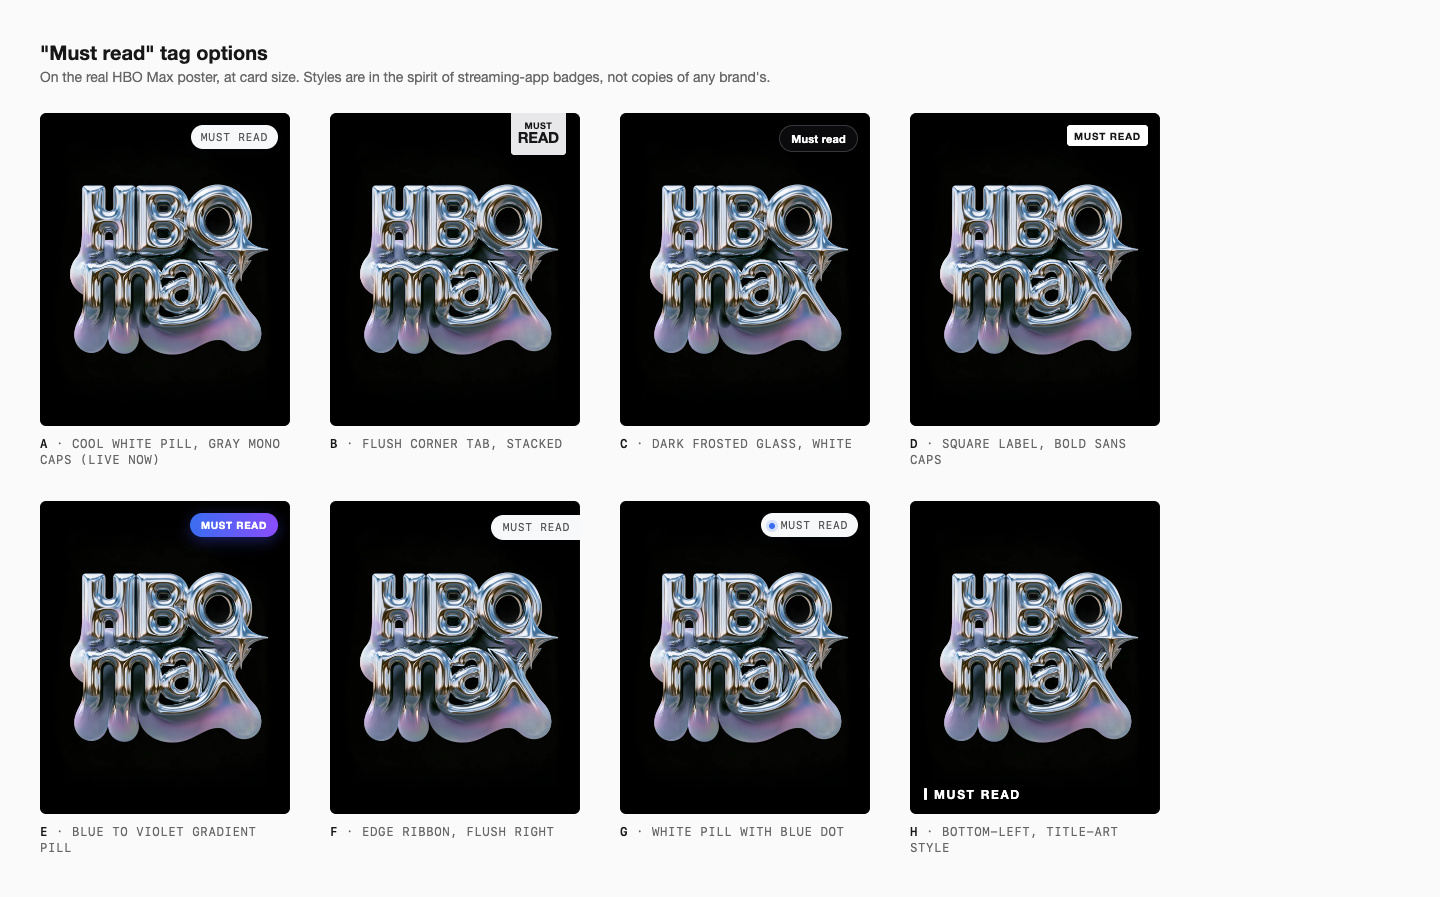 "Must read" tag options
On the real HBO Max poster, at card size. Styles are in the spirit of streaming-app badges, not copies of any brand's.
MUST READ
HBO
max
A · COOL WHITE PILL, GRAY MONO
CAPS (LIVE NOW)
MUST
READ
HBO
max
B · FLUSH CORNER TAB, STACKED
Must read
HBO
max
C · DARK FROSTED GLASS, WHITE
MUST READ
HBO
max
D · SQUARE LABEL, BOLD SANS
CAPS
MUST READ
HBO
max
E · BLUE TO VIOLET GRADIENT
PILL
MUST READ
HBO
max
F · EDGE RIBBON, FLUSH RIGHT
MUST READ
HBO
max
G · WHITE PILL WITH BLUE DOT
HBO
max
MUST READ
H · BOTTOM-LEFT, TITLE-ART
STYLE